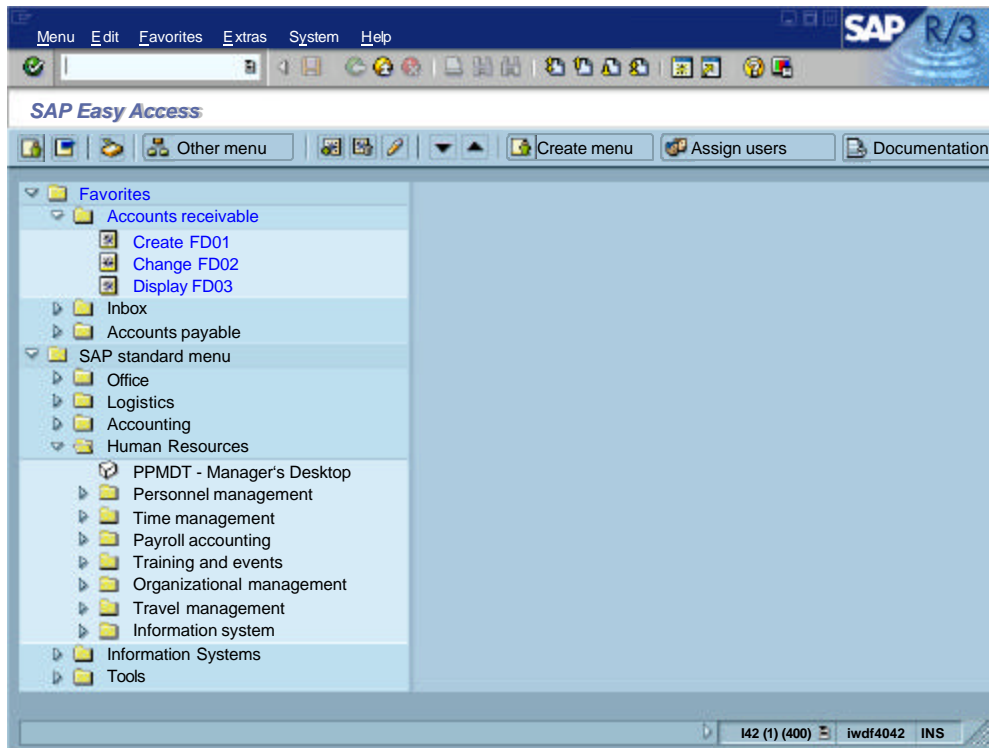 Menu Edit Favorites Extras System Help
SAP R/3
SAP Easy Access
Other menu Create menu Assign users Documentation
Favorites
Accounts receivable
Create FD01
Change FD02
Display FD03
Inbox
Accounts payable
SAP standard menu
Office
Logistics
Accounting
Human Resources
PPMDT - Manager‘s Desktop
Personnel management
Time management
Payroll accounting
Training and events
Organizational management
Travel management
Information system
Information Systems
Tools
I42 (1) (400) iwdf4042 INS